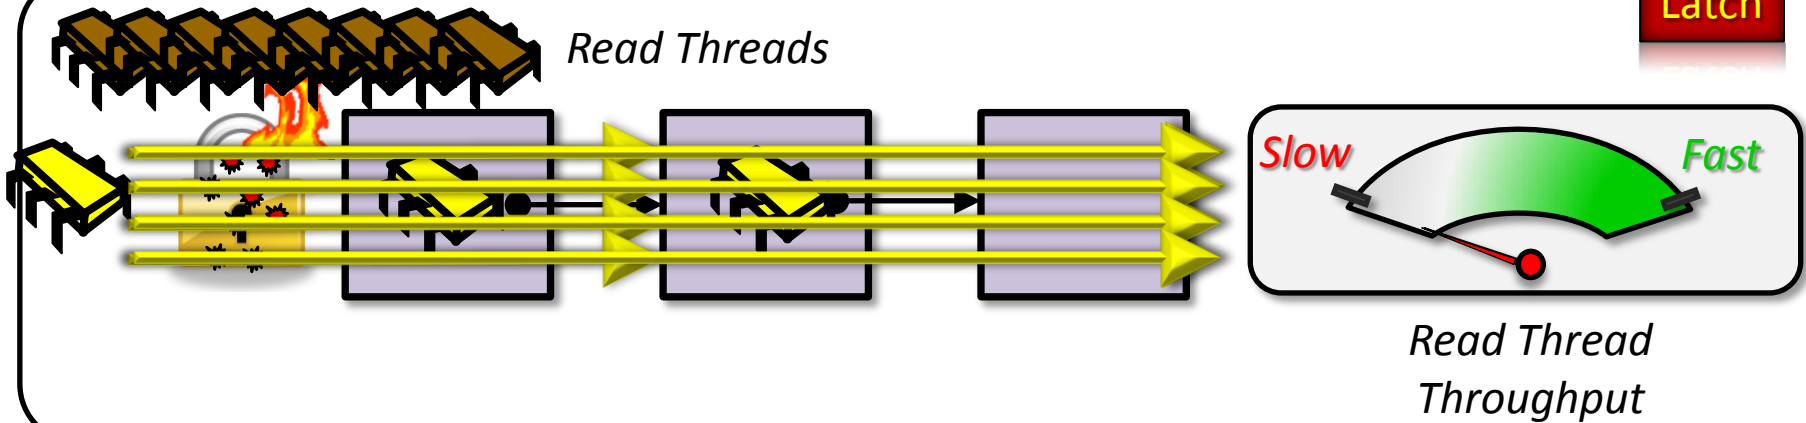 Latch
Read Threads
Slow
Fast
Read Thread
Throughput